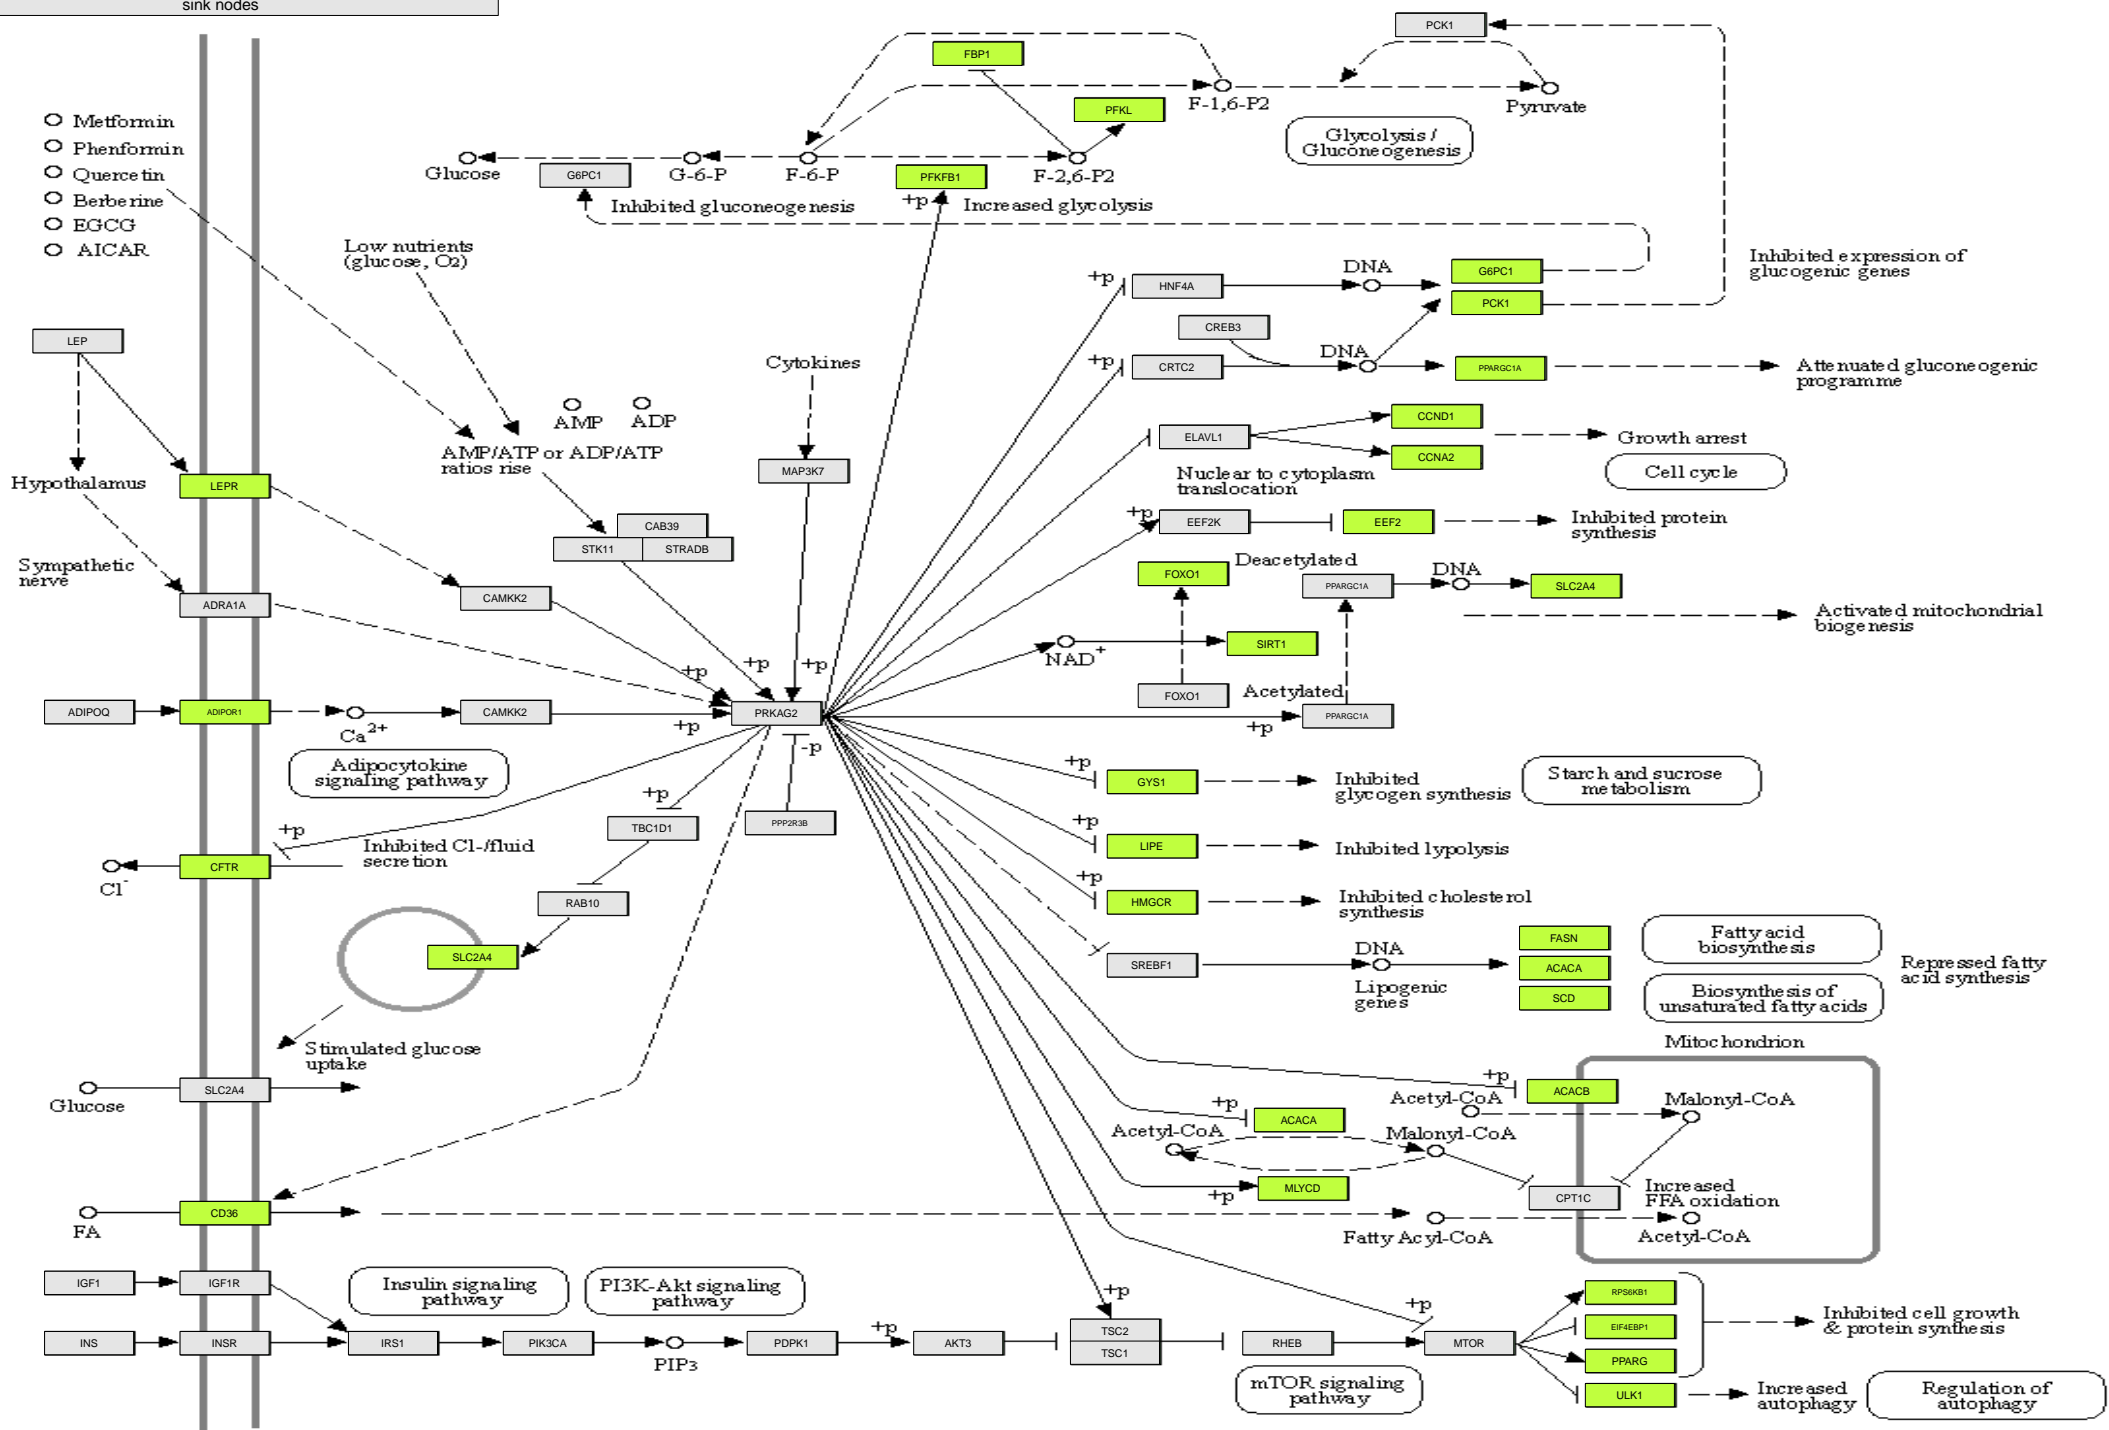 sink nodes
PCK1
FBP1
F-1,6-P2
Pyruvate
PFKL
Metformin
Phenformin
Quercetin
Berberine
EGCG
AICAR
Glycolysis /
Gluconeogenesis
Glucose
G6PC1
G-6-P
F-6-P
PFKFB1
F-2,6-P2
+p
Inhibited gluconeogenesis
Increased glycolysis
Low nutrients
(glucose, O2)
+p
HNF4A
DNA
G6PC1
PCK1
Inhibited expression of
glucogenic genes
LEP
CREB3
Cytokines
+p
CRTC2
DNA
PPARGC1A
Attenuated gluconeogenic
programme
AMP
ADP
AMP/ATP or ADP/ATP
ratios rise
MAP3K7
ELAVL1
CCND1
CCNA2
Growth arrest
Cell cycle
Nuclear to cytoplasm
translocation
Hypothalamus
LEPR
CAB39
STK11
STRADB
+p
EEF2K
EEF2
Inhibited protein
synthesis
Sympathetic
nerve
ADRA1A
CAMKK2
FOXO1
Deacetylated
PPARGC1A
DNA
SLC2A4
Activated mitochondrial
biogenesis
NAD+
SIRT1
+p
+p
+p
FOXO1
Acetylated
PPARGC1A
+p
ADIPOQ
ADIPOR1
Ca2+
CAMKK2
+p
PRKAG2
-p
Adipocytokine
signaling pathway
+p
GYS1
Inhibited
glycogen synthesis
Starch and sucrose
metabolism
+p
TBC1D1
PPP2R3B
+p
LIPE
Inhibited lypolysis
+p
Inhibited Cl-/fluid
secretion
CFTR
Cl-
+p
HMGCR
Inhibited cholesterol
synthesis
RAB10
SLC2A4
SREBF1
DNA
Lipogenic
genes
FASN
ACACA
SCD
Fatty acid
biosynthesis
Biosynthesis of
unsaturated fatty acids
Repressed fatty
acid synthesis
Stimulated glucose
uptake
Mitochondrion
Glucose
SLC2A4
+p
ACACB
Acetyl-CoA
Malonyl-CoA
+p
ACACA
Acetyl-CoA
Malonyl-CoA
MLYCD
+p
CPT1C
Increased
FFA oxidation
FA
CD36
Fatty Acyl-CoA
Acetyl-CoA
IGF1
IGF1R
Insulin signaling
pathway
PI3K-Akt signaling
pathway
+p
+p
RPS6KB1
EIF4EBP1
PPARG
ULK1
Inhibited cell growth
& protein synthesis
INS
INSR
IRS1
PIK3CA
PIP3
PDPK1
+p
AKT3
TSC2
TSC1
RHEB
MTOR
mTOR signaling
pathway
Increased
autophagy
Regulation of
autophagy